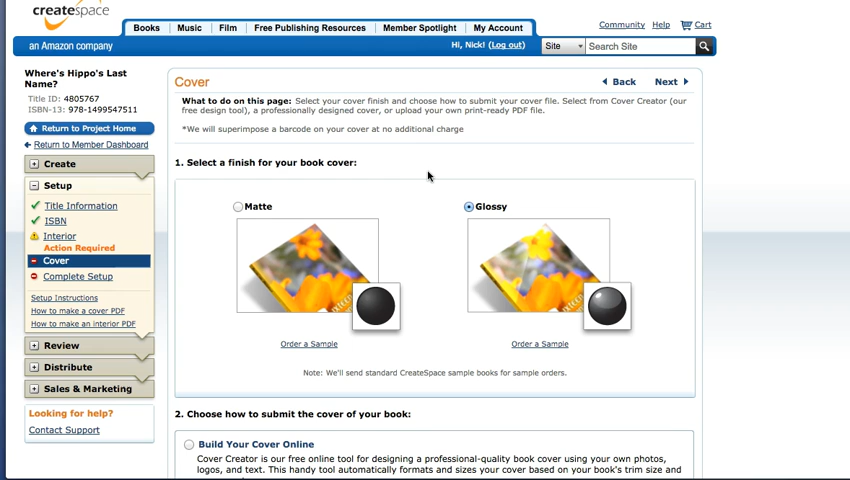 createspace
an Amazon company
Books Music Film Free Publishing Resources Member Spotlight My Account
Community Help Cart
Hi, Nick! (Log out)
Site Search Site
Where's Hippo's Last
Name?
Title ID: 4805767
ISBN-13: 978-1499547511
Return to Project Home
Return to Member Dashboard
Create
Setup
Title Information
ISBN
Interior
Action Required
Cover
Complete Setup
Setup Instructions
How to make a cover PDF
How to make an interior PDF
Review
Distribute
Sales & Marketing
Looking for help?
Contact Support
Cover
Back Next
What to do on this page: Select your cover finish and choose how to submit your cover file. Select from Cover Creator (our
free design tool), a professionally designed cover, or upload your own print-ready PDF file.
*We will superimpose a barcode on your cover at no additional charge
1. Select a finish for your book cover:
Matte Glossy
Order a Sample Order a Sample
Note: We'll send standard CreateSpace sample books for sample orders.
2. Choose how to submit the cover of your book:
Build Your Cover Online
Cover Creator is our free online tool for designing a professional-quality book cover using your own photos,
logos, and text. This handy tool automatically formats and sizes your cover based on your book's trim size and